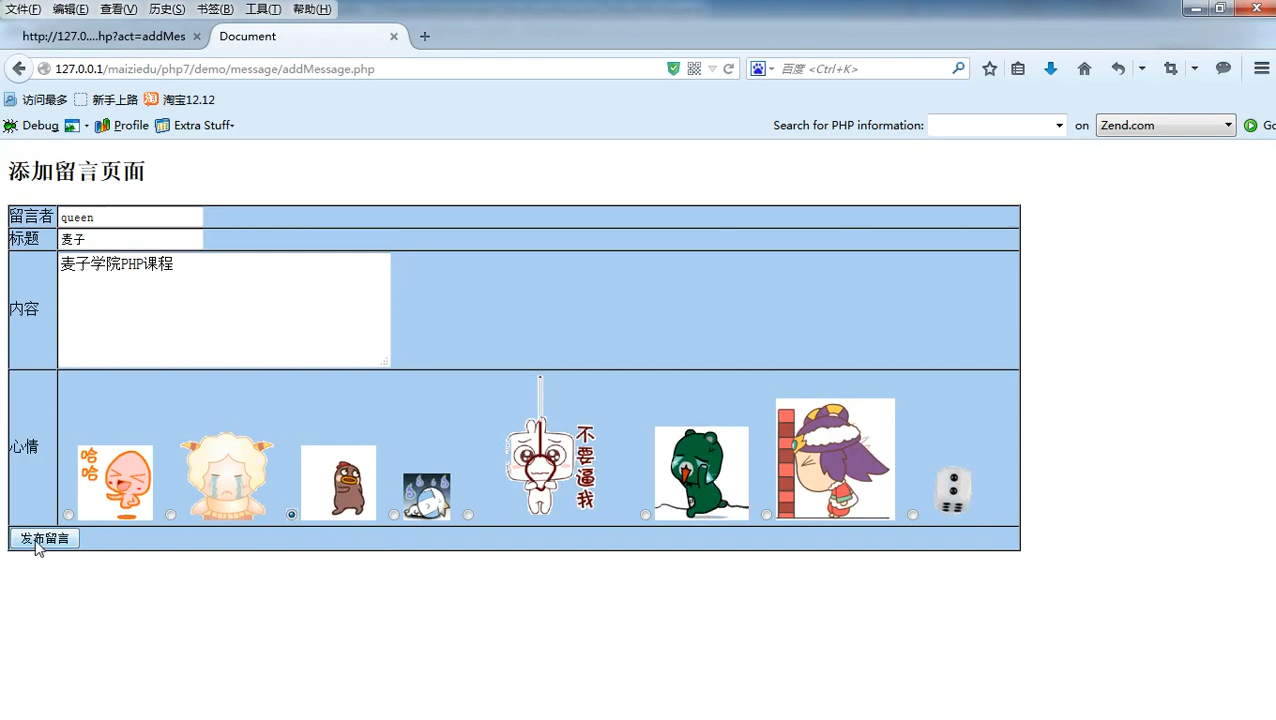 文件(F) 编辑(E) 查看(V) 历史(S) 书签(B) 工具(T) 帮助(H)
http://127.0....hp?act=addMes × Document × +
127.0.0.1/maiziedu/php7/demo/message/addMessage.php 百度 <Ctrl+K>
访问最多 新手上路 淘宝12.12
Debug Profile Extra Stuff Search for PHP information: on Zend.com Go
添加留言页面
留言者 queen
标题 麦子
内容 麦子学院PHP课程
心情
哈哈
不要逼我
发布留言